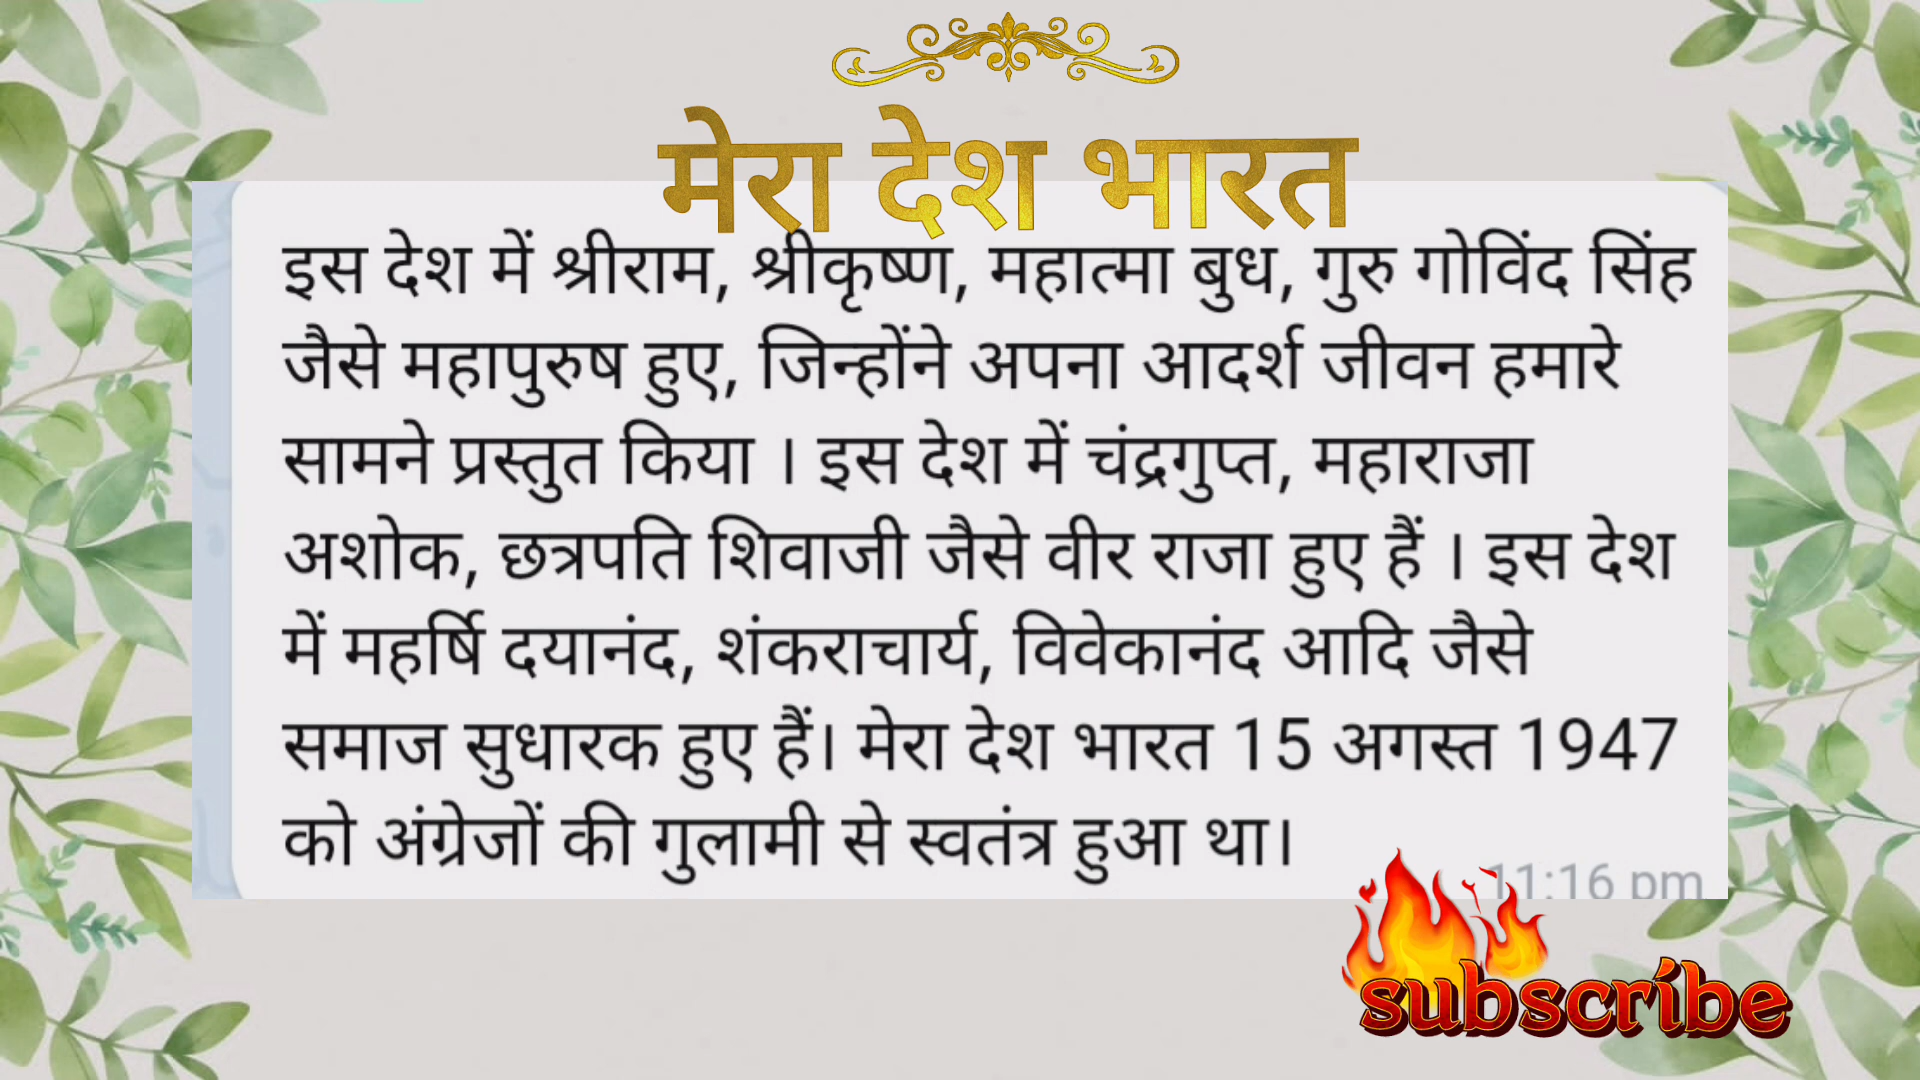 मेरा देश भारत
इस देश में श्रीराम, श्रीकृष्ण, महात्मा बुध, गुरु गोविंद सिंह
जैसे महापुरुष हुए, जिन्होंने अपना आदर्श जीवन हमारे
सामने प्रस्तुत किया । इस देश में चंद्रगुप्त, महाराजा
अशोक, छत्रपति शिवाजी जैसे वीर राजा हुए हैं । इस देश
में महर्षि दयानंद, शंकराचार्य, विवेकानंद आदि जैसे
समाज सुधारक हुए हैं। मेरा देश भारत 15 अगस्त 1947
को अंग्रेजों की गुलामी से स्वतंत्र हुआ था।
11:16 pm
subscribe